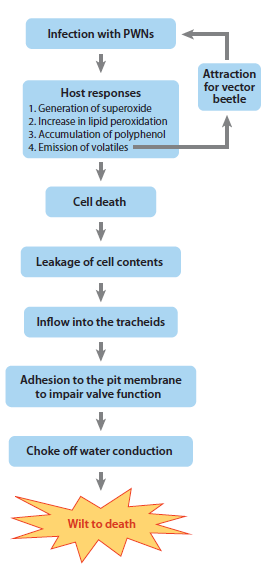 Infection with PWNs
Attraction
for vector
beetle
Host responses
1. Generation of superoxide
2. Increase in lipid peroxidation
3. Accumulation of polyphenol
4. Emission of volatiles
Cell death
Leakage of cell contents
Inflow into the tracheids
Adhesion to the pit membrane
to impair valve function
Choke off water conduction
Wilt to death